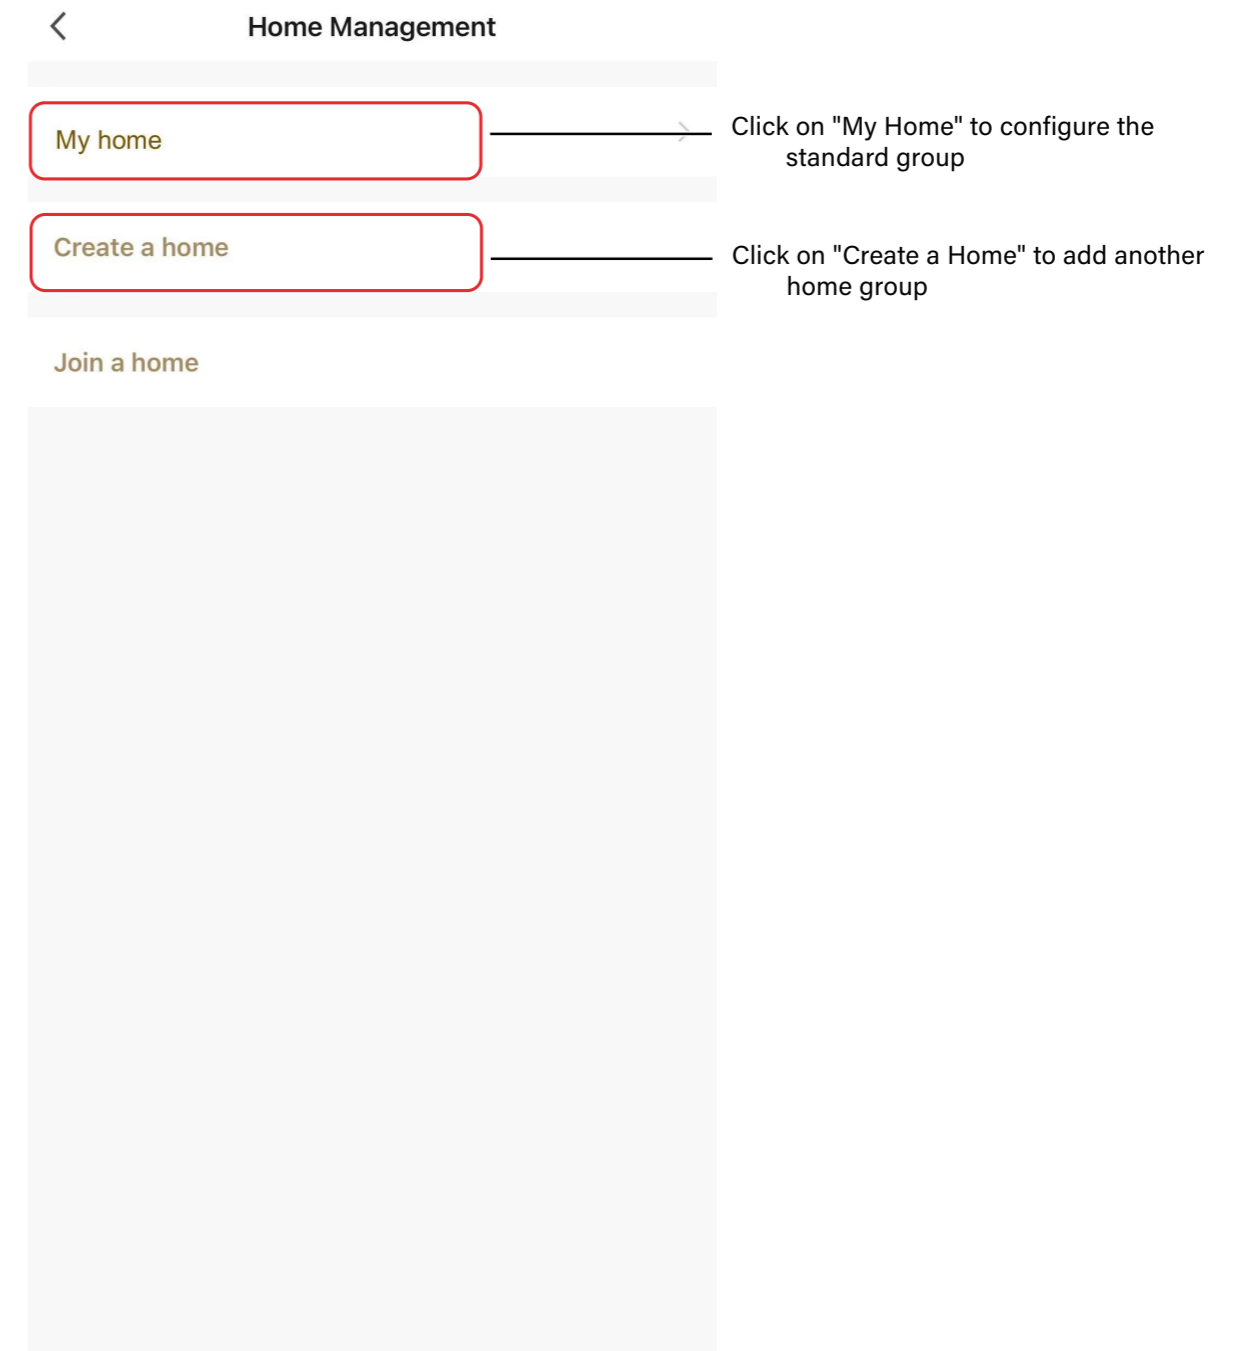 Home Management
My home
Click on "My Home" to configure the
standard group
Create a home
Click on "Create a Home" to add another
home group
Join a home